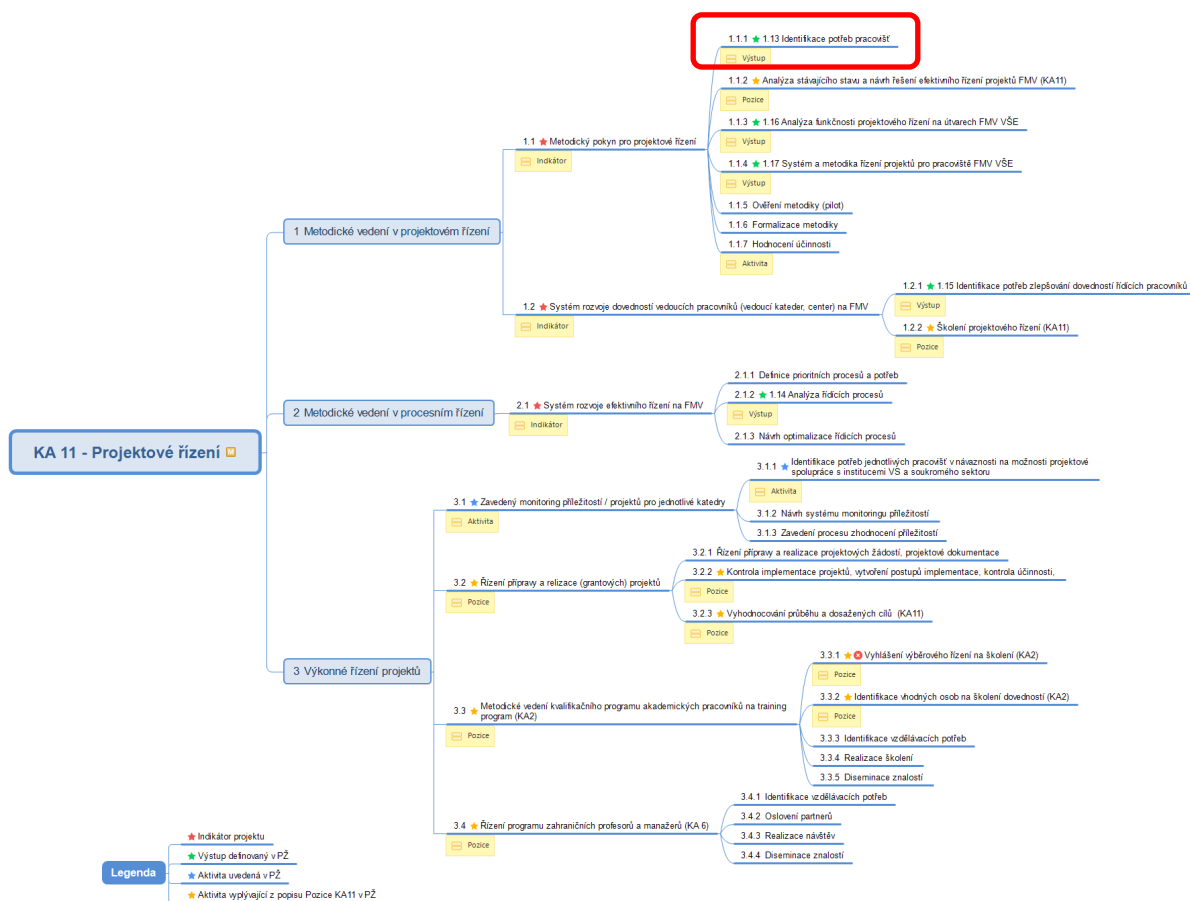 KA 11 - Projektové řízení
1 Metodické vedení v projektovém řízení
1.1 Metodický pokyn pro projektové řízení
Indikátor
1.1.1 1.13 Identifikace potřeb pracovišť
Výstup
1.1.2 Analýza stávajícího stavu a návrh řešení efektivní řízení projektů FMV (KA11)
Pozice
1.1.3 1.16 Analýza funkčnosti projektového řízení na útvarech FMV VŠE
Výstup
1.1.4 1.17 Systém a metodika řízení projektů pro pracoviště FMV VŠE
Výstup
1.1.5 Ověření metodiky (pilot)
1.1.6 Formalizace metodiky
1.1.7 Hodnocení účinnosti
Aktivita
1.2 Systém rozvoje dovedností vedoucích pracovníků (vedoucí kateder, center) na FMV
Indikátor
1.2.1 1.15 Identifikace potřeb zlepšování dovedností řídících pracovníků
Výstup
1.2.2 Školení projektového řízení (KA11)
Pozice
2 Metodické vedení v procesním řízení
2.1 Systém rozvoje efektivního řízení na FMV
Indikátor
2.1.1 Definice prioritních procesů a potřeb
2.1.2 1.14 Analýza řídících procesů
Výstup
2.1.3 Návrh optimalizace řídicích procesů
3 Výkonné řízení projektů
3.1 Zavedený monitoring příležitostí / projektů pro jednotlivé katedry
Aktivita
3.1.1 Identifikace potřeb jednotlivých pracovišť v návaznosti na možnosti projektové
spolupráce s institucemi VŠ a soukromého sektoru
Aktivita
3.1.2 Návrh systému monitoringu příležitostí
3.1.3 Zavedení procesu zhodnocení příležitostí
3.2 Řízení přípravy a relizace (grantových) projektů
Pozice
3.2.1 Řízení přípravy a realizace projektových žádostí, projektové dokumentace
3.2.2 Kontrola implementace projektů, vytvoření postupů implementace, kontrola účinnosti,
Pozice
3.2.3 Vyhodnocování průběhu a dosažených cílů (KA11)
Pozice
3.3 Metodické vedení kvalifikačního programu akademických pracovníků na training
program (KA2)
Pozice
3.3.1 Vyhlášení výběrového řízení na školení (KA2)
Pozice
3.3.2 Identifikace vhodných osob na školení dovedností (KA2)
Pozice
3.3.3 Identifikace vzdělávacích potřeb
3.3.4 Realizace školení
3.3.5 Diseminace znalostí
3.4 Řízení programu zahraničních profesorů a manažerů (KA 6)
Pozice
3.4.1 Identifikace vzdělávacích potřeb
3.4.2 Oslovení partnerů
3.4.3 Realizace návštěv
3.4.4 Diseminace znalostí
Legenda
Indikátor projektu
Výstup definovaný v PŽ
Aktivita uvedená v PŽ
Aktivita vyplývající z popisu Pozice KA11 v PŽ